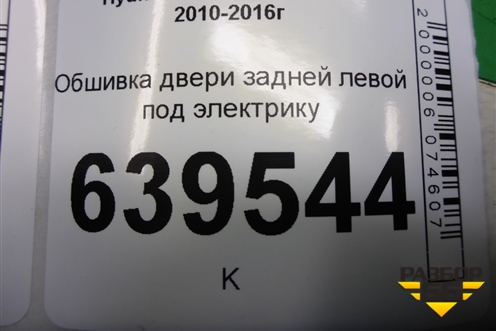 2010-2016г
Обшивка двери задней левой
под электрику
639544
К
2000006074607
РАЗБОР